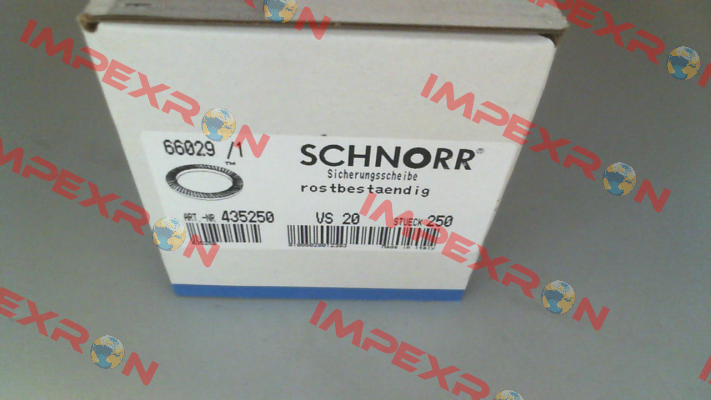 IMPEXRON
66029 /1
SCHNORR®
Sicherungsscheibe
rostbestaendig
ART.-NR 435250 VS 20 STUECK 250
IMPEXRON
IMPEXRON
IMPEXRON
IMPEXRON
IMPEXRON